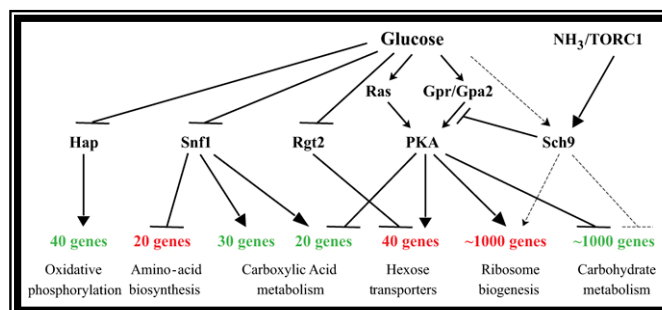 Glucose NH3/TORC1
Ras Gpr/Gpa2
Hap Snf1 Rgt2 PKA Sch9
40 genes 20 genes 30 genes 20 genes 40 genes ~1000 genes ~1000 genes
Oxidative Amino-acid Carboxylic Acid Hexose Ribosome Carbohydrate
phosphorylation biosynthesis metabolism transporters biogenesis metabolism